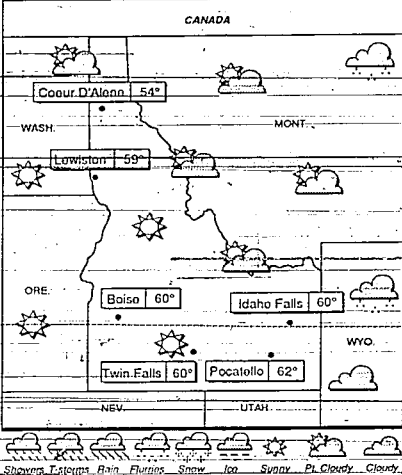 CANADA
Coeur D'Alene 54°
WASH.
MONT.
Lewiston 59°
ORE.
Boise 60°
Idaho Falls 60°
WYO.
Twin Falls 60°
Pocatello 62°
NEV.
UTAH
Showers T-storms Rain Flurries Snow Ice Sunny Pt. Cloudy Cloudy